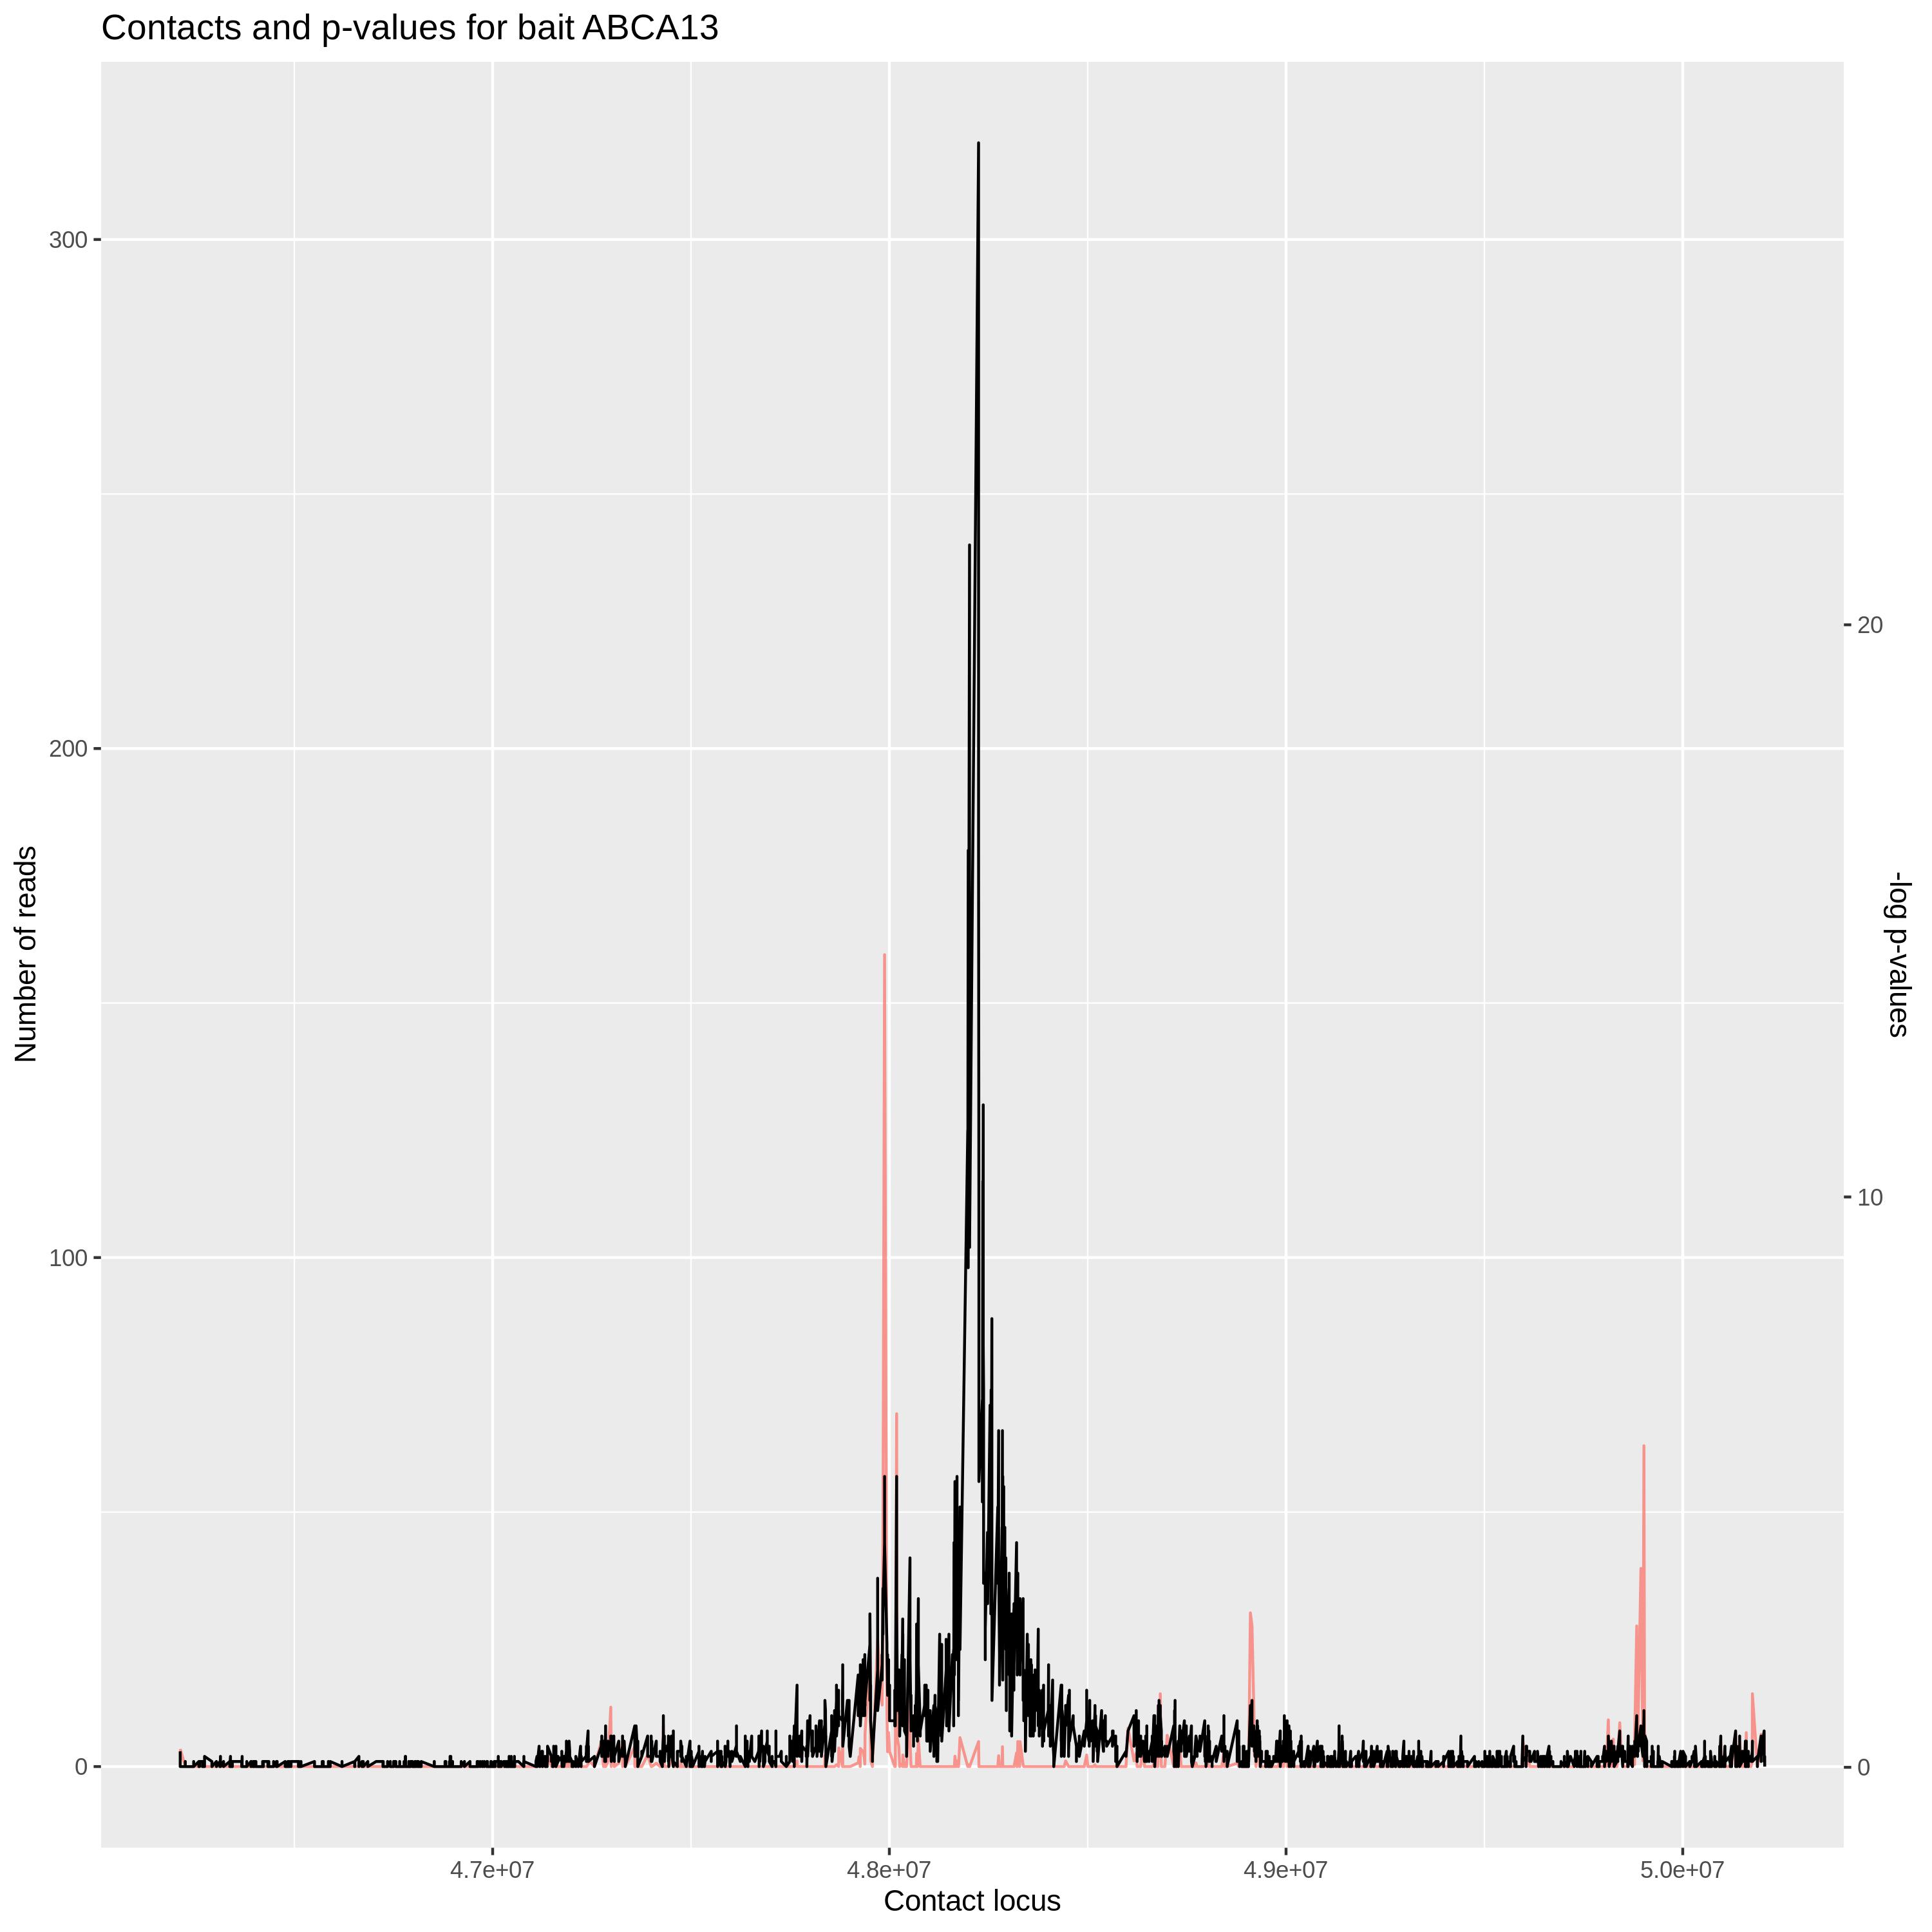 Contacts and p-values for bait ABCA13
300
200
100
0
Number of reads
20
10
0
-log p-values
4.7e+07
4.8e+07
4.9e+07
5.0e+07
Contact locus